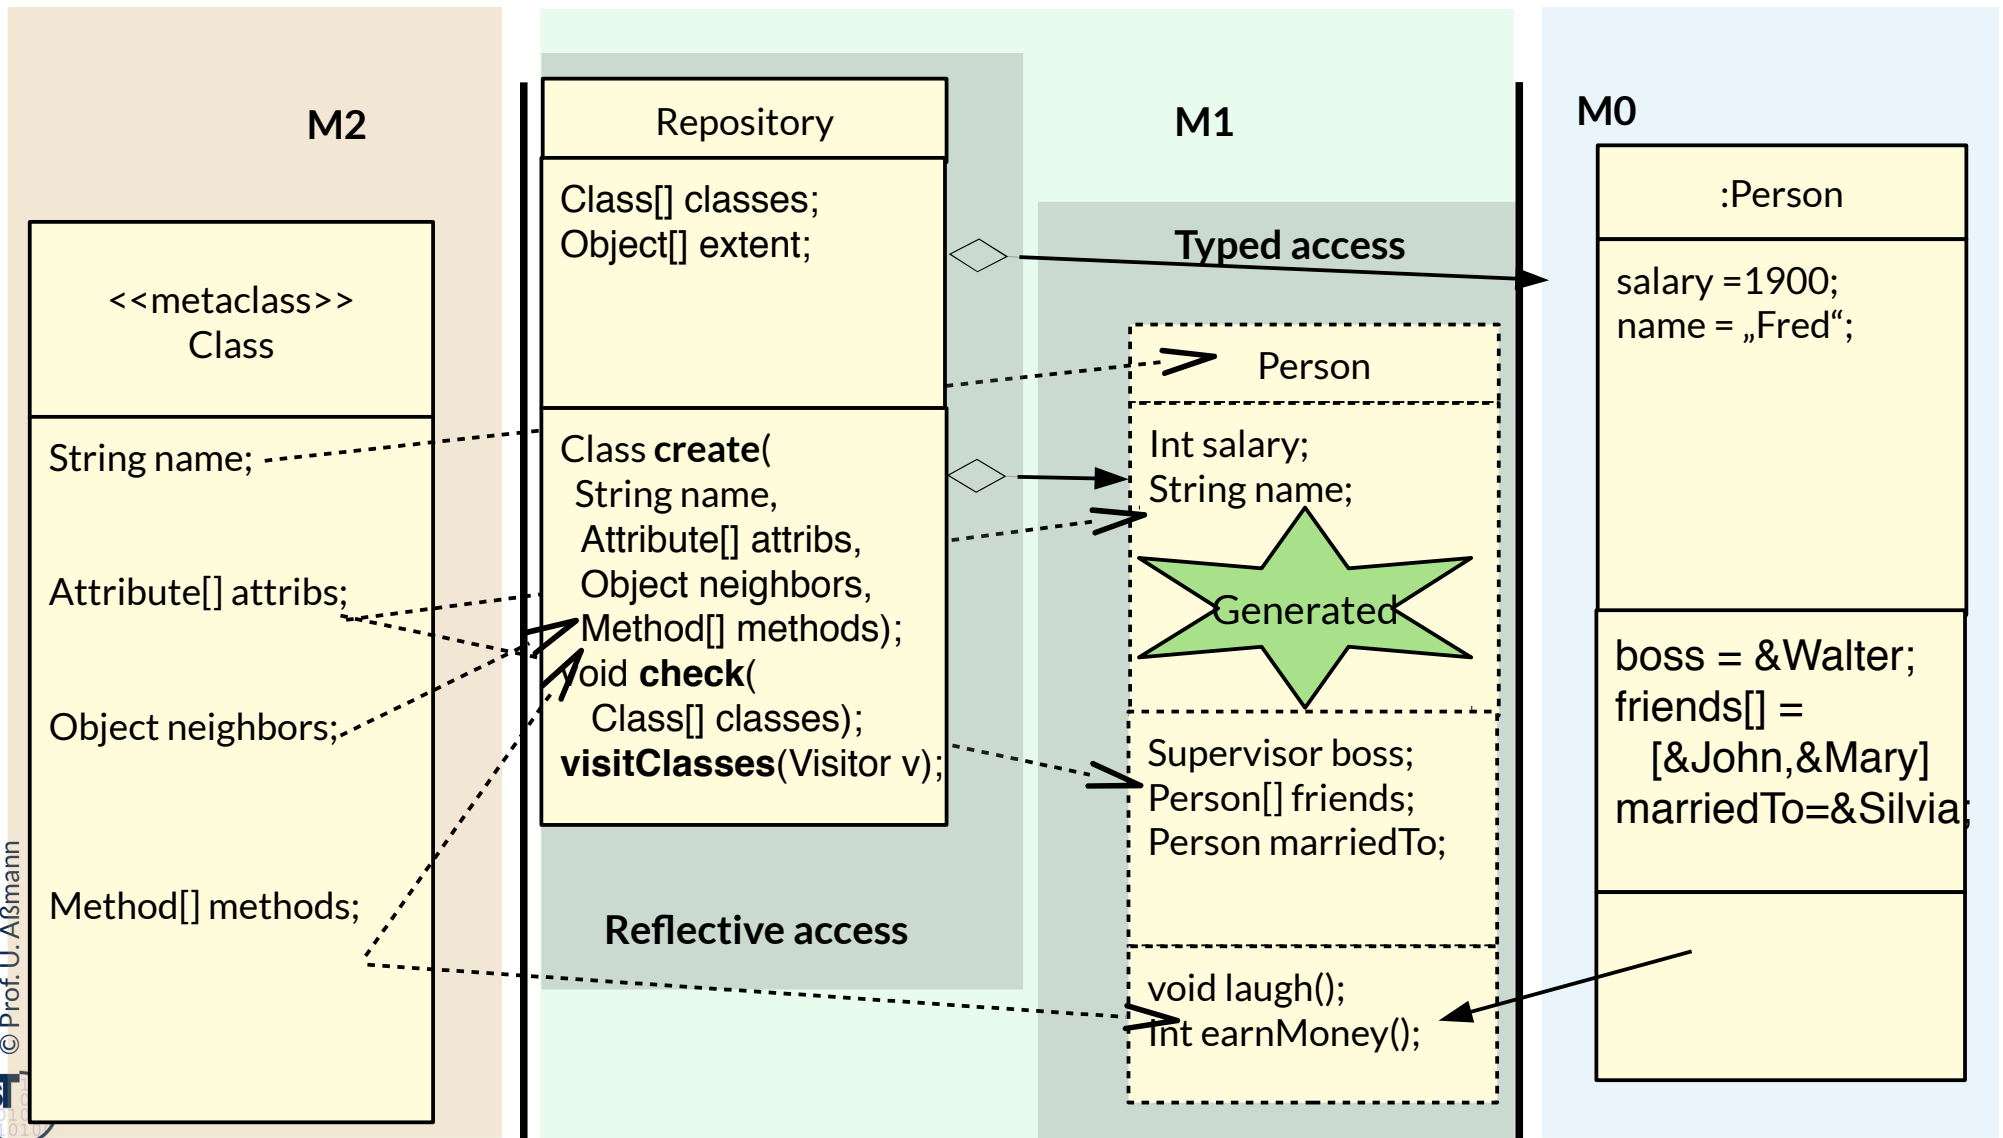 M2
<<metaclass>>
Class
String name;
Attribute[] attribs;
Object neighbors;
Method[] methods;
© Prof. U. Aßmann
Repository
Class[] classes;
Object[] extent;
Class create(
String name,
Attribute[] attribs,
Object neighbors,
Method[] methods);
void check(
Class[] classes);
visitClasses(Visitor v);
Reflective access
M1
Typed access
Person
Int salary;
String name;
Generated
Supervisor boss;
Person[] friends;
Person marriedTo;
void laugh();
Int earnMoney();
M0
:Person
salary =1900;
name = „Fred“;
boss = &Walter;
friends[] =
[&John,&Mary]
marriedTo=&Silvia;